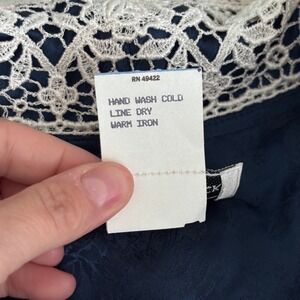 RN 49422
HAND WASH COLD
LINE DRY
WARM IRON